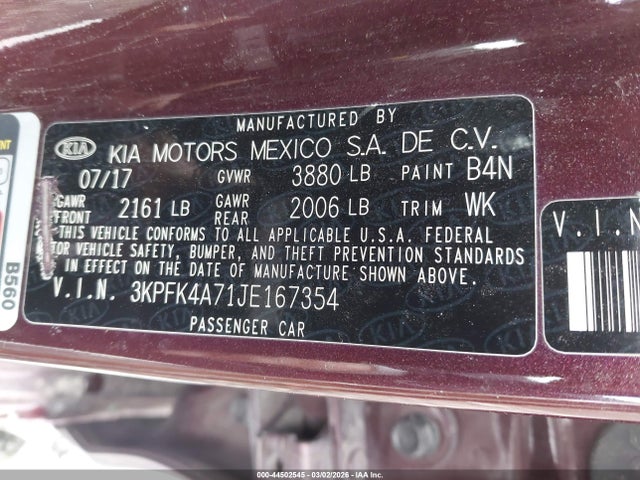 MANUFACTURED BY
KIA KIA MOTORS MEXICO S.A. DE C.V.
07/17 GVWR 3880 LB PAINT B4N
GAWR FRONT 2161 LB GAWR REAR 2006 LB TRIM WK
THIS VEHICLE CONFORMS TO ALL APPLICABLE U.S.A. FEDERAL
MOTOR VEHICLE SAFETY, BUMPER, AND THEFT PREVENTION STANDARDS
IN EFFECT ON THE DATE OF MANUFACTURE SHOWN ABOVE.
V.I.N. 3KPFK4A71JE167354
PASSENGER CAR
B560
V.I.N
000-44502545 - 03/02/2026 - IAA Inc.